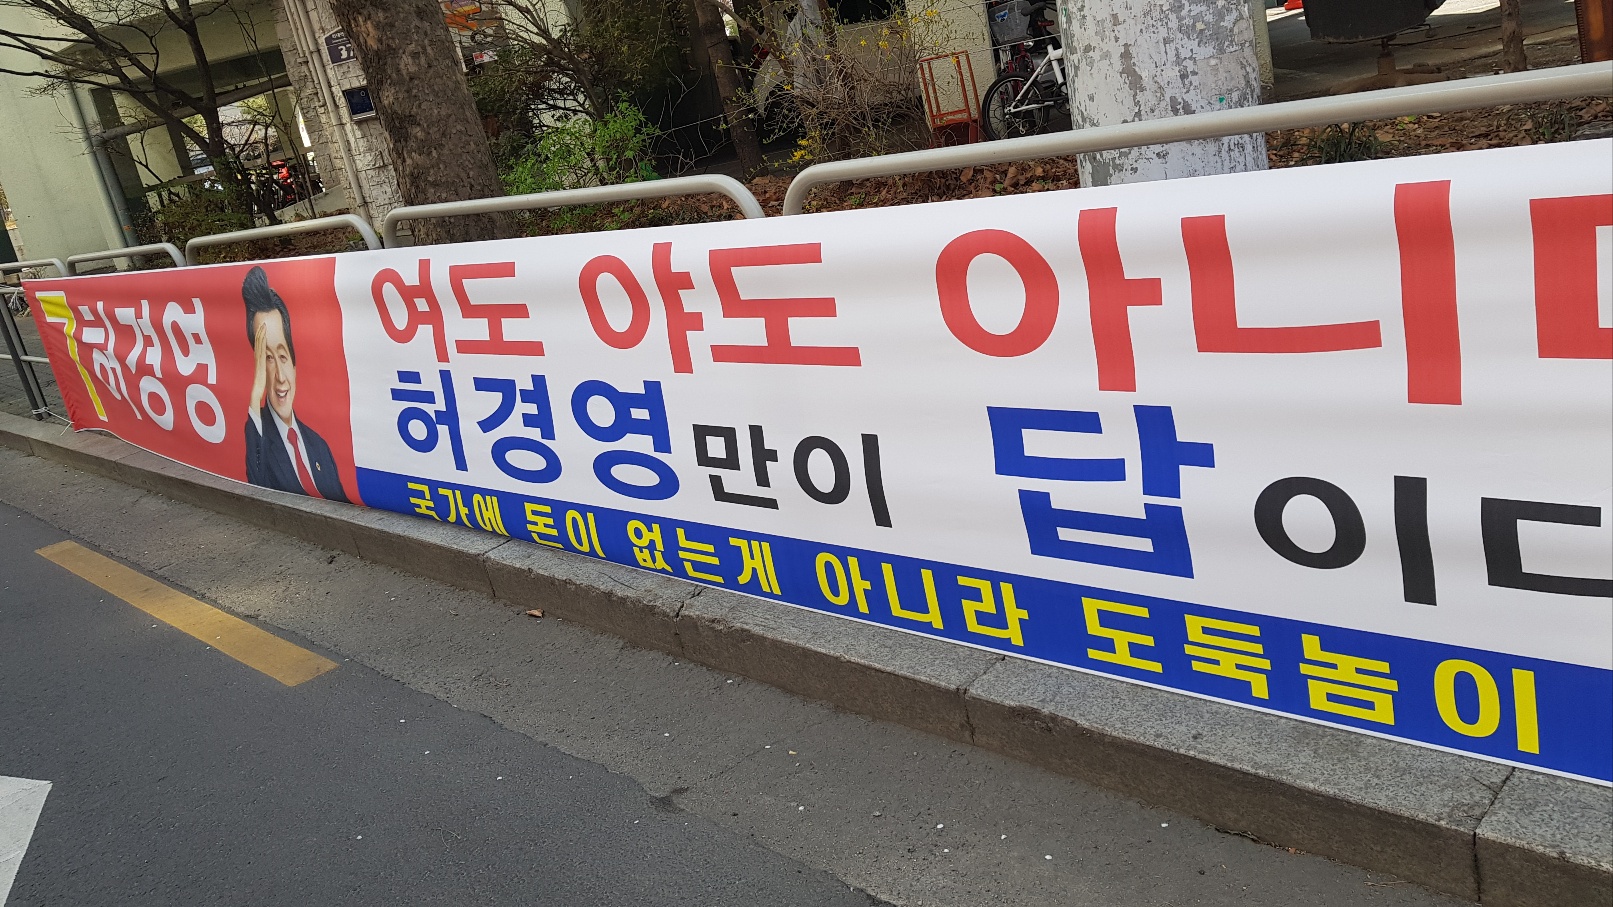 7 허경영
여도 야도 아니다
허경영만이 답이다
국가에 돈이 없는게 아니라 도둑놈이
37